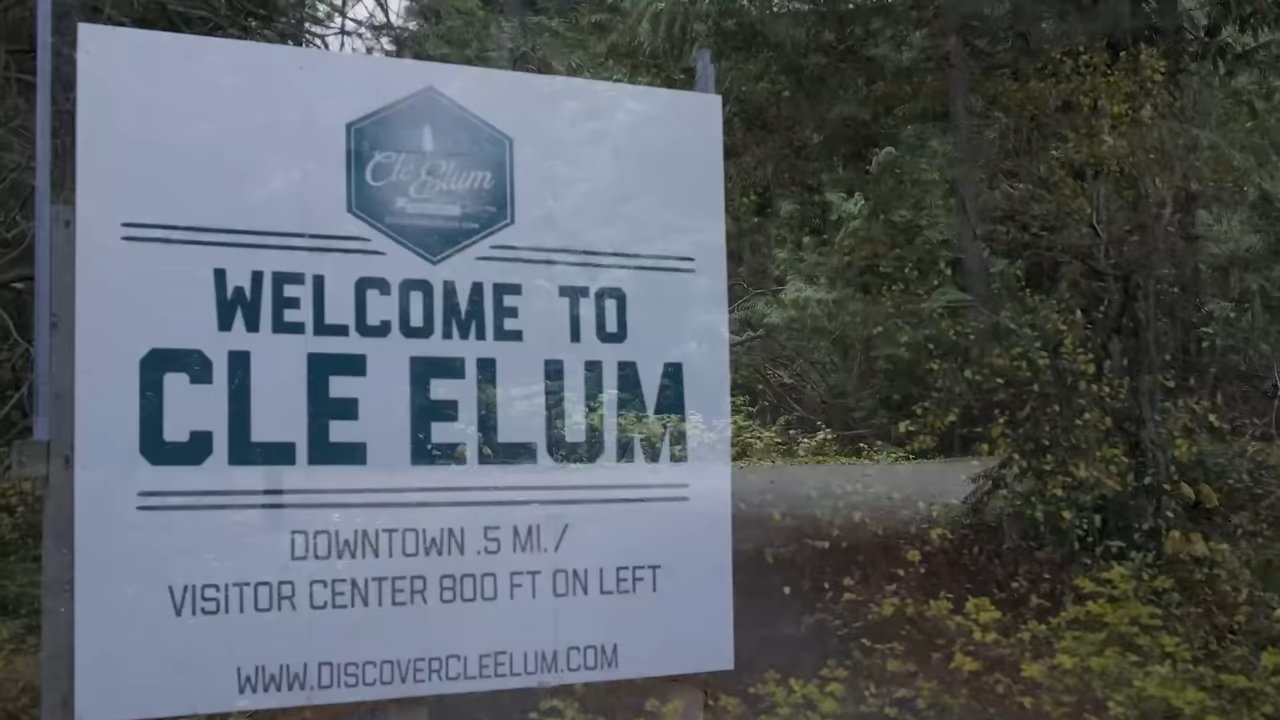 Cle Elum
WELCOME TO
CLE ELUM
DOWNTOWN .5 MI./
VISITOR CENTER 800 FT ON LEFT
WWW.DISCOVERCLEELUM.COM